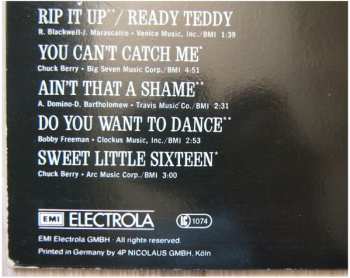 RIP IT UP**/ READY TEDDY
R. Blackwell-J. Marascalco • Venice Music, Inc./BMI 1:39
YOU CAN'T CATCH ME*
Chuck Berry • Big Seven Music Corp./BMI 4:51
AIN'T THAT A SHAME**
A. Domino-D. Bartholomew • Travis Music Co./BMI 2:31
DO YOU WANT TO DANCE**
Bobby Freeman • Clockus Music, Inc./BMI 2:53
SWEET LITTLE SIXTEEN*
Chuck Berry • Arc Music Corp./BMI 3:00
EMI ELECTROLA 1074
EMI Electrola GMBH · All rights reserved.
Printed in Germany by 4P NICOLAUS GMBH, Köln